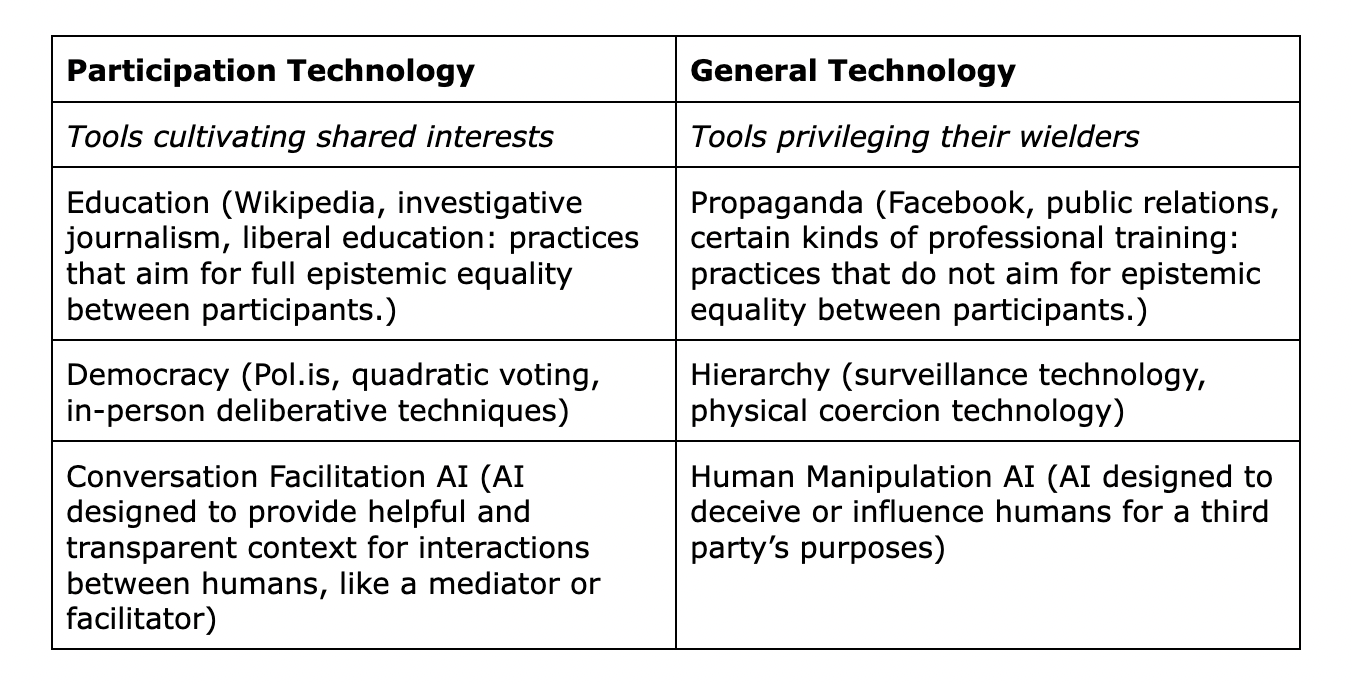 Participation Technology
General Technology
Tools cultivating shared interests
Tools privileging their wielders
Education (Wikipedia, investigative
journalism, liberal education: practices
that aim for full epistemic equality
between participants.)
Propaganda (Facebook, public relations,
certain kinds of professional training:
practices that do not aim for epistemic
equality between participants.)
Democracy (Pol.is, quadratic voting,
in-person deliberative techniques)
Hierarchy (surveillance technology,
physical coercion technology)
Conversation Facilitation AI (AI
designed to provide helpful and
transparent context for interactions
between humans, like a mediator or
facilitator)
Human Manipulation AI (AI designed to
deceive or influence humans for a third
party’s purposes)